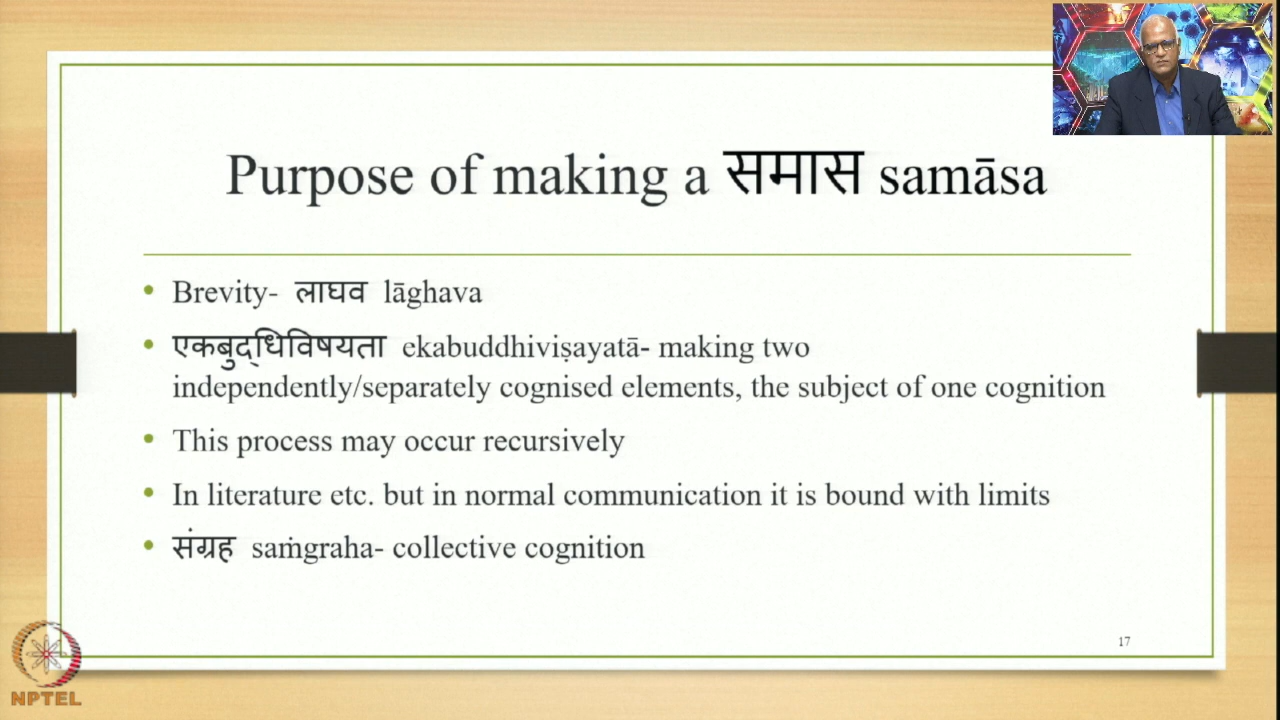 Purpose of making a समास samāsa
• Brevity- लाघव lāghava
• एकबुद्धिविषयता ekabuddhiviṣayatā- making two
independently/separately cognised elements, the subject of one cognition
• This process may occur recursively
• In literature etc. but in normal communication it is bound with limits
• संग्रह saṁgraha- collective cognition
17
NPTEL